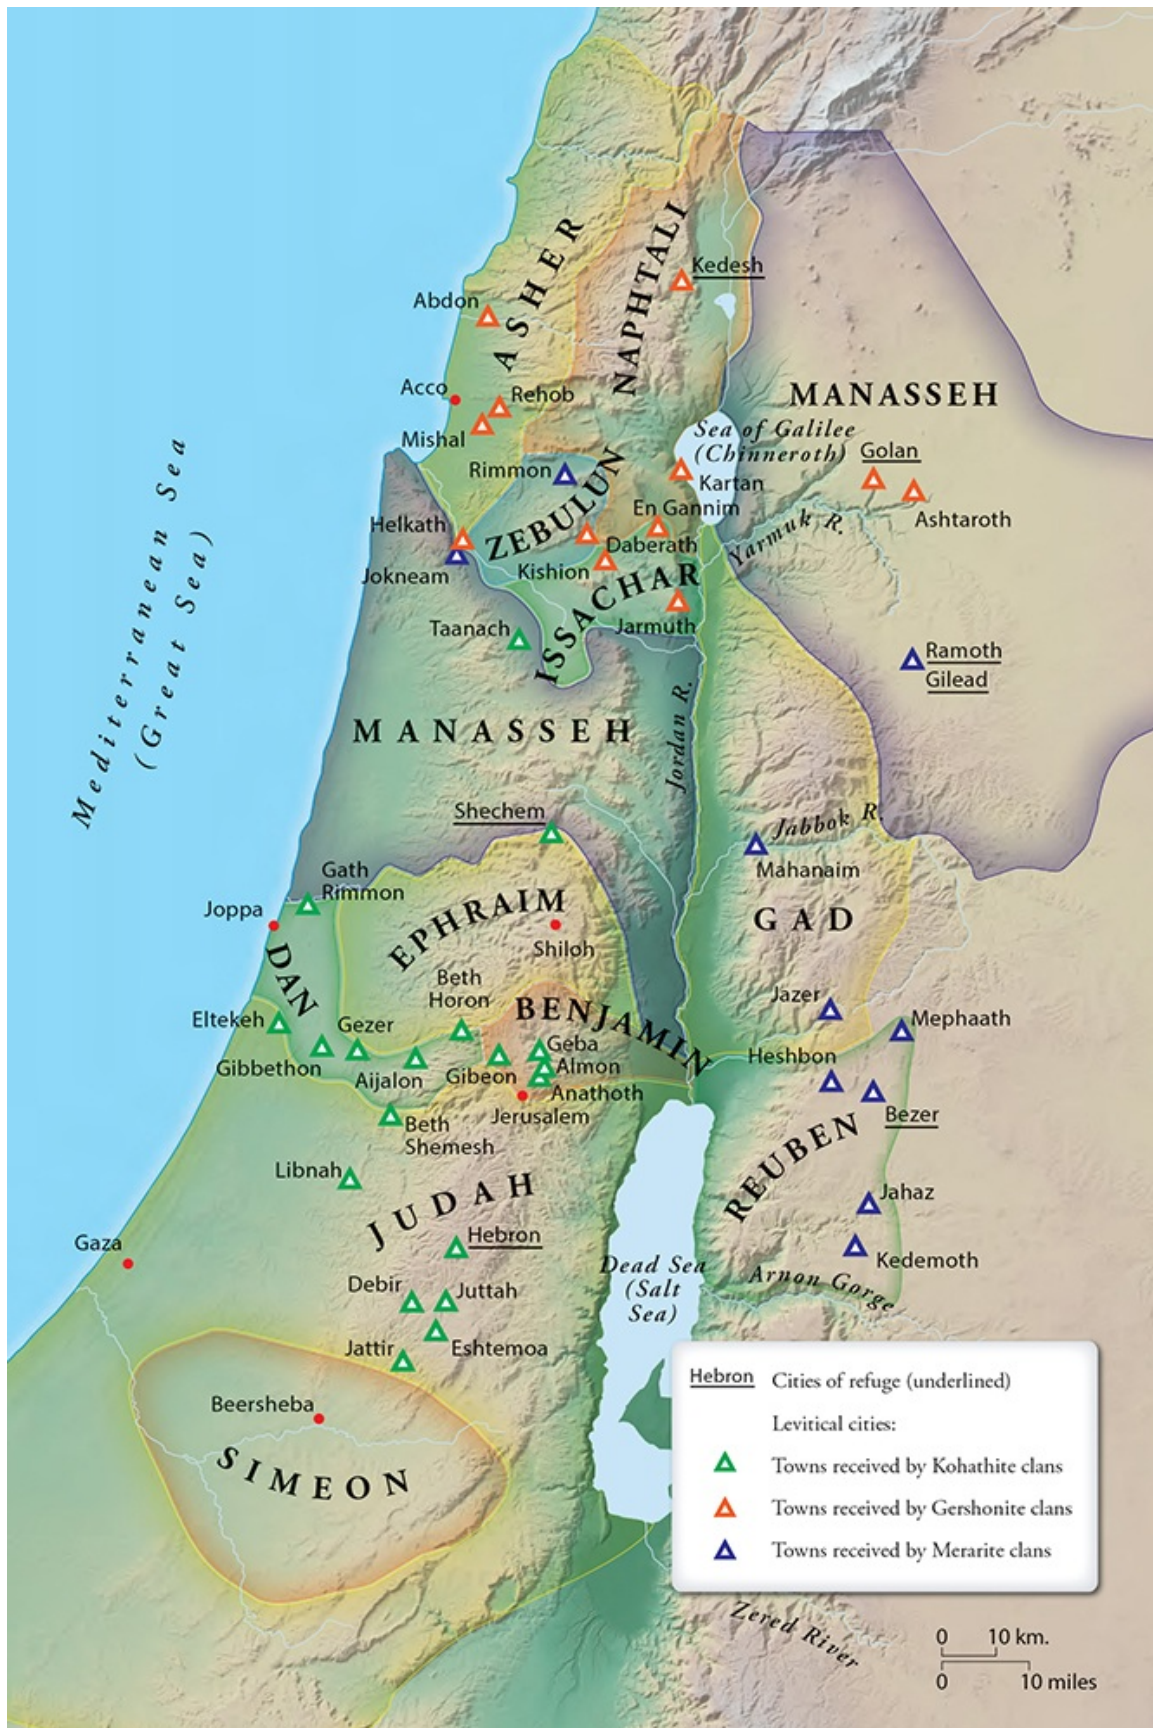 ASHER
NAPHTALI
Kedesh
Abdon
MANASSEH
Acco
Rehob
Mishal
Sea of Galilee
(Chinneroth)
Golan
Rimmon
Kartan
ZEBULUN
En Gannim
Ashtaroth
Helkath
Daberath
Yarmuk R.
Jokneam
Kishion
ISSACHAR
Taanach
Jarmuth
Ramoth
Gilead
Mediterranean Sea
(Great Sea)
MANASSEH
Jordan R.
Shechem
Jabbok R.
Mahanaim
Gath
Rimmon
Joppa
EPHRAIM
GAD
Shiloh
DAN
Beth
Horon
BENJAMIN
Jazer
Eltekeh
Gezer
Mephaath
Gibbethon
Geba
Heshbon
Aijalon
Gibeon
Almon
Anathoth
Jerusalem
Bezer
Beth
Shemesh
REUBEN
Libnah
JUDAH
Jahaz
Hebron
Gaza
Kedemoth
Dead Sea
(Salt
Sea)
Arnon Gorge
Debir
Juttah
Jattir
Eshtemoa
Beersheba
SIMEON
Hebron Cities of refuge (underlined)
Levitical cities:
Towns received by Kohathite clans
Towns received by Gershonite clans
Towns received by Merarite clans
Zered River
0 10 km.
0 10 miles